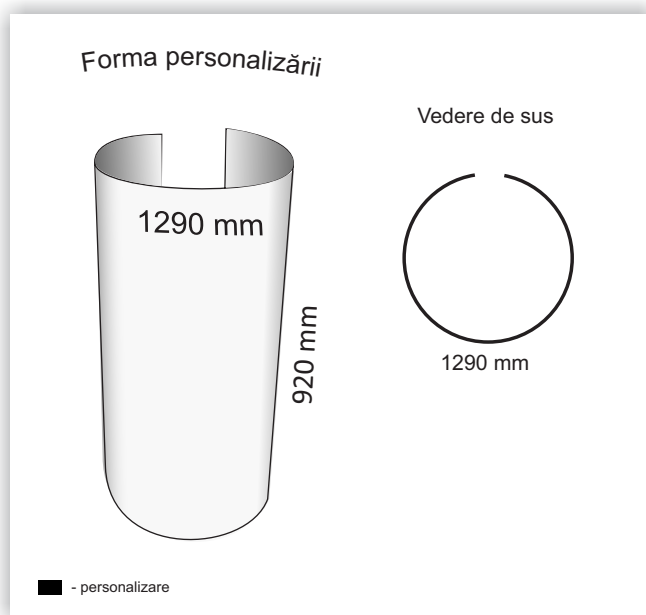 Forma personalizării
Vedere de sus
1290 mm
920 mm
1290 mm
- personalizare